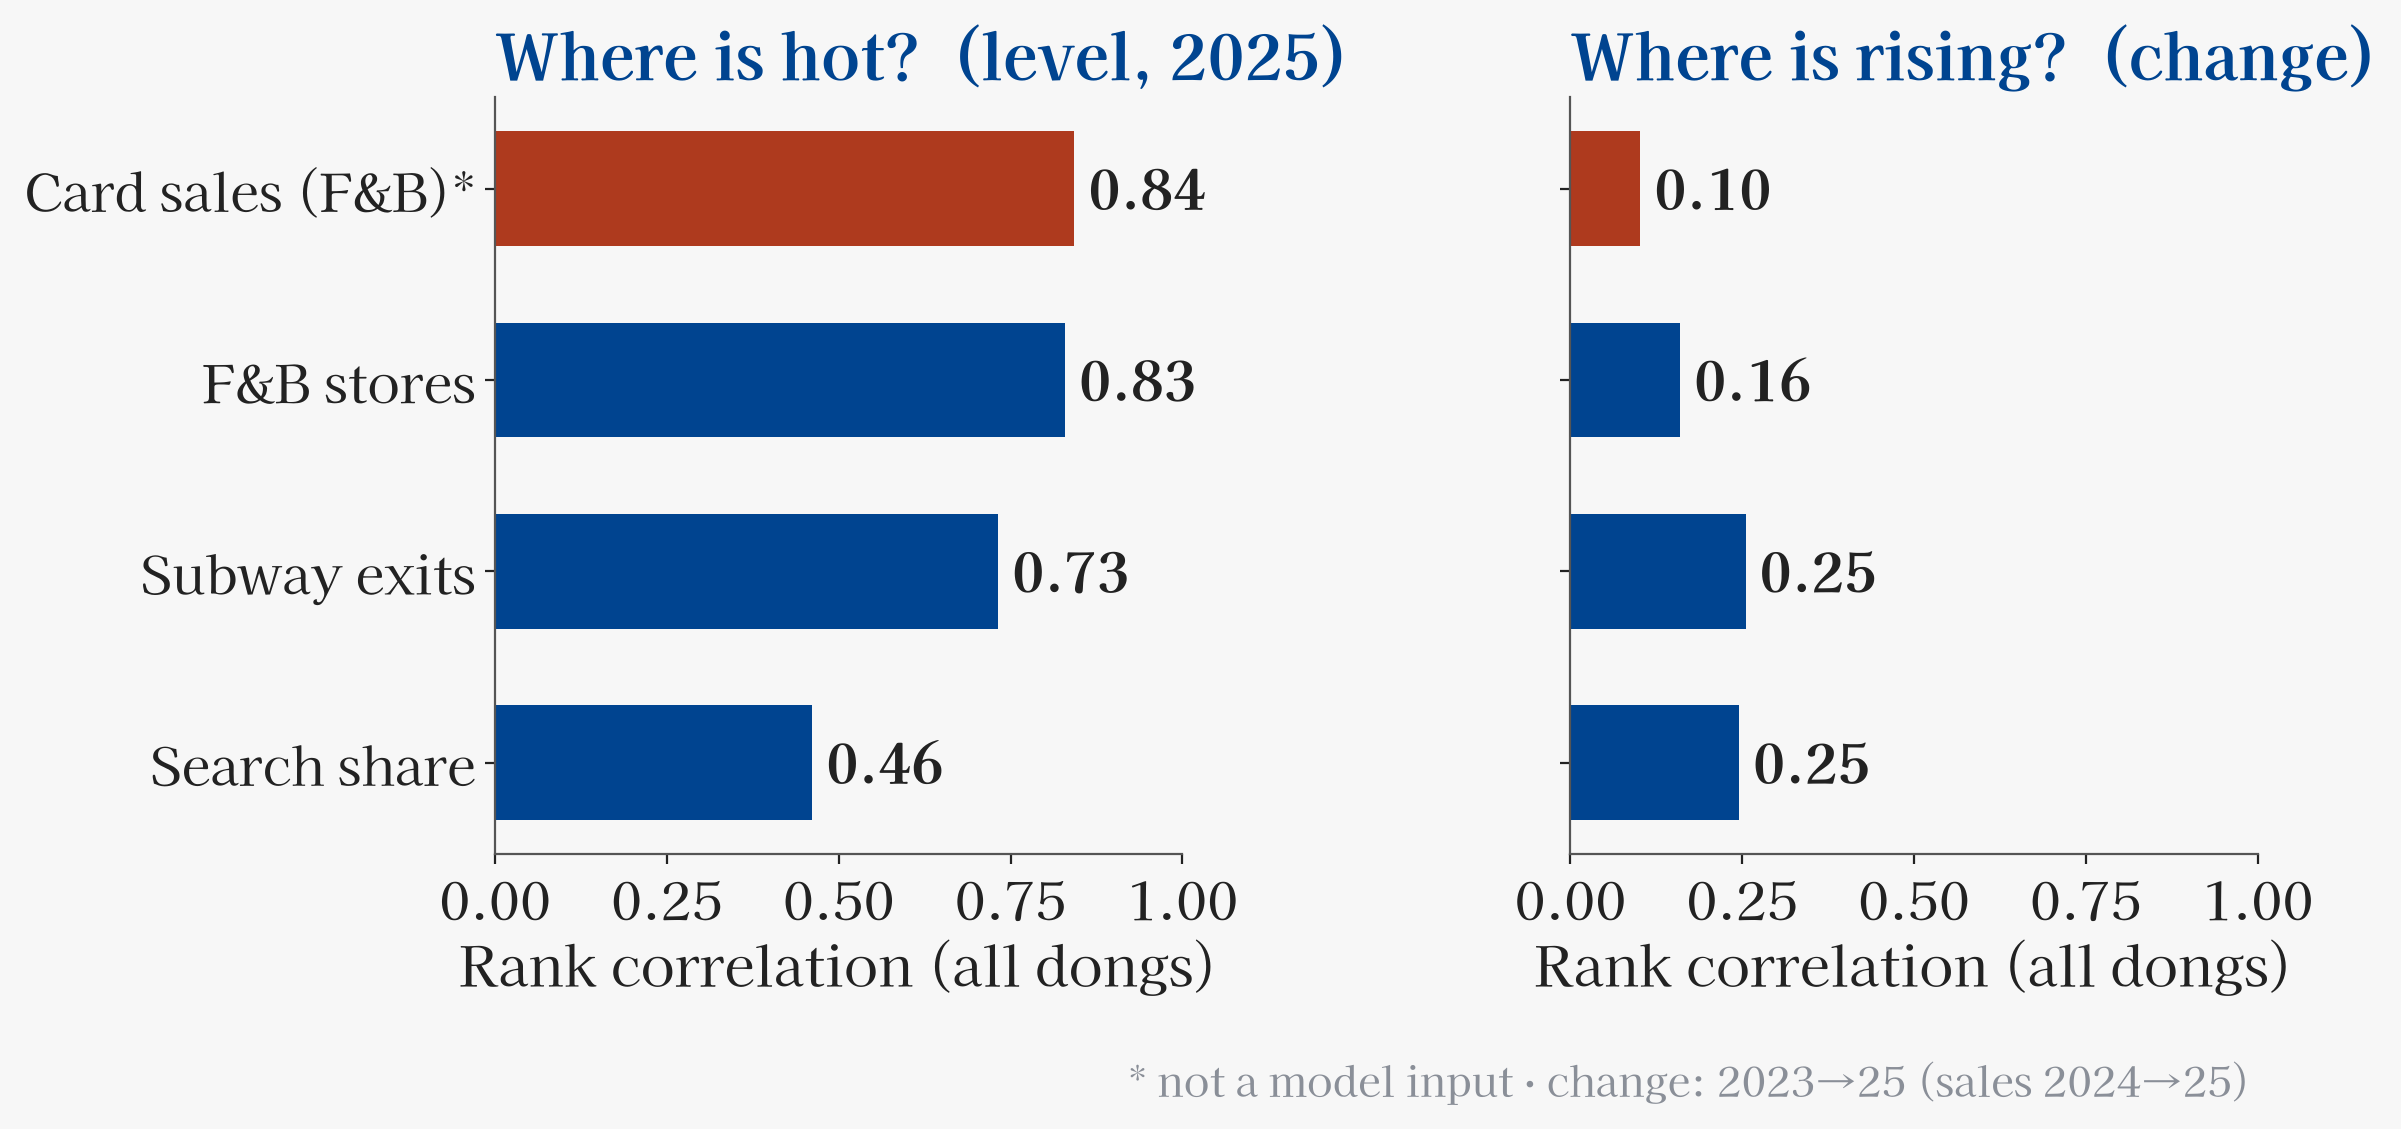 Where is hot?  (level, 2025)
Card sales (F&B)*
0.84
F&B stores
0.83
Subway exits
0.73
Search share
0.46
0.00 0.25 0.50 0.75 1.00
Rank correlation (all dongs)
Where is rising?  (change)
0.10
0.16
0.25
0.25
0.00 0.25 0.50 0.75 1.00
Rank correlation (all dongs)
* not a model input · change: 2023→25 (sales 2024→25)